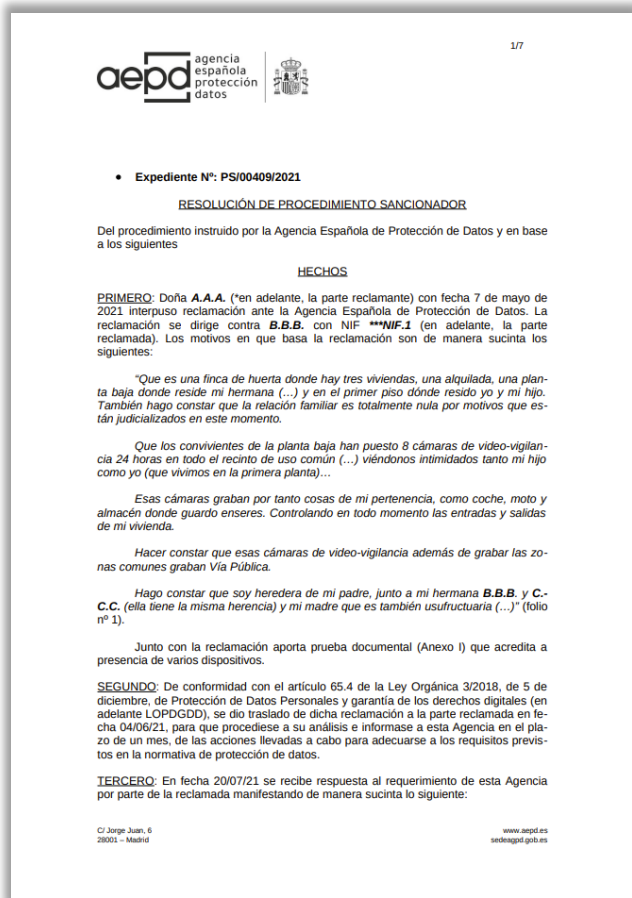 1/7
aepd
agencia
española
protección
datos
• Expediente Nº: PS/00409/2021
RESOLUCIÓN DE PROCEDIMIENTO SANCIONADOR
Del procedimiento instruido por la Agencia Española de Protección de Datos y en base
a los siguientes
HECHOS
PRIMERO: Doña A.A.A. (*en adelante, la parte reclamante) con fecha 7 de mayo de
2021 interpuso reclamación ante la Agencia Española de Protección de Datos. La
reclamación se dirige contra B.B.B. con NIF ***NIF.1 (en adelante, la parte
reclamada). Los motivos en que basa la reclamación son de manera sucinta los
siguientes:
“Que es una finca de huerta donde hay tres viviendas, una alquilada, una plan-
ta baja donde reside mi hermana (…) y en el primer piso dónde resido yo y mi hijo.
También hago constar que la relación familiar es totalmente nula por motivos que es-
tán judicializados en este momento.
Que los convivientes de la planta baja han puesto 8 cámaras de video-vigilan-
cia 24 horas en todo el recinto de uso común (…) viéndonos intimidados tanto mi hijo
como yo (que vivimos en la primera planta)…
Esas cámaras graban por tanto cosas de mi pertenencia, como coche, moto y
almacén donde guardo enseres. Controlando en todo momento las entradas y salidas
de mi vivienda.
Hacer constar que esas cámaras de video-vigilancia además de grabar las zo-
nas comunes graban Vía Pública.
Hago constar que soy heredera de mi padre, junto a mi hermana B.B.B. y C.-
C.C. (ella tiene la misma herencia) y mi madre que es también usufructuaria (…)” (folio
nº 1).
Junto con la reclamación aporta prueba documental (Anexo I) que acredita a
presencia de varios dispositivos.
SEGUNDO: De conformidad con el artículo 65.4 de la Ley Orgánica 3/2018, de 5 de
diciembre, de Protección de Datos Personales y garantía de los derechos digitales (en
adelante LOPDGDD), se dio traslado de dicha reclamación a la parte reclamada en fe-
cha 04/06/21, para que procediese a su análisis e informase a esta Agencia en el pla-
zo de un mes, de las acciones llevadas a cabo para adecuarse a los requisitos previs-
tos en la normativa de protección de datos.
TERCERO: En fecha 20/07/21 se recibe respuesta al requerimiento de esta Agencia
por parte de la reclamada manifestando de manera sucinta lo siguiente:
C/ Jorge Juan, 6
28001 – Madrid
www.aepd.es
sedeagpd.gob.es